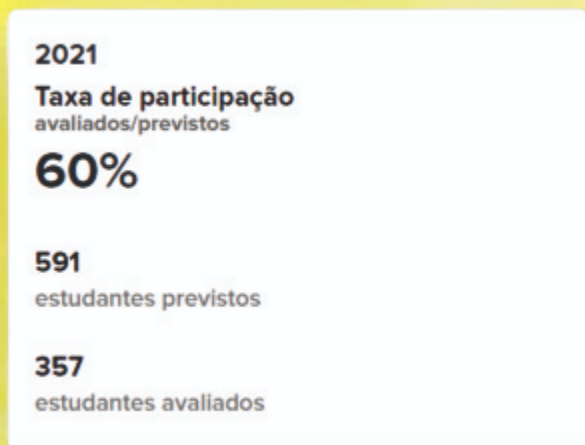 2021
Taxa de participação
avaliados/previstos
60%
591
estudantes previstos
357
estudantes avaliados